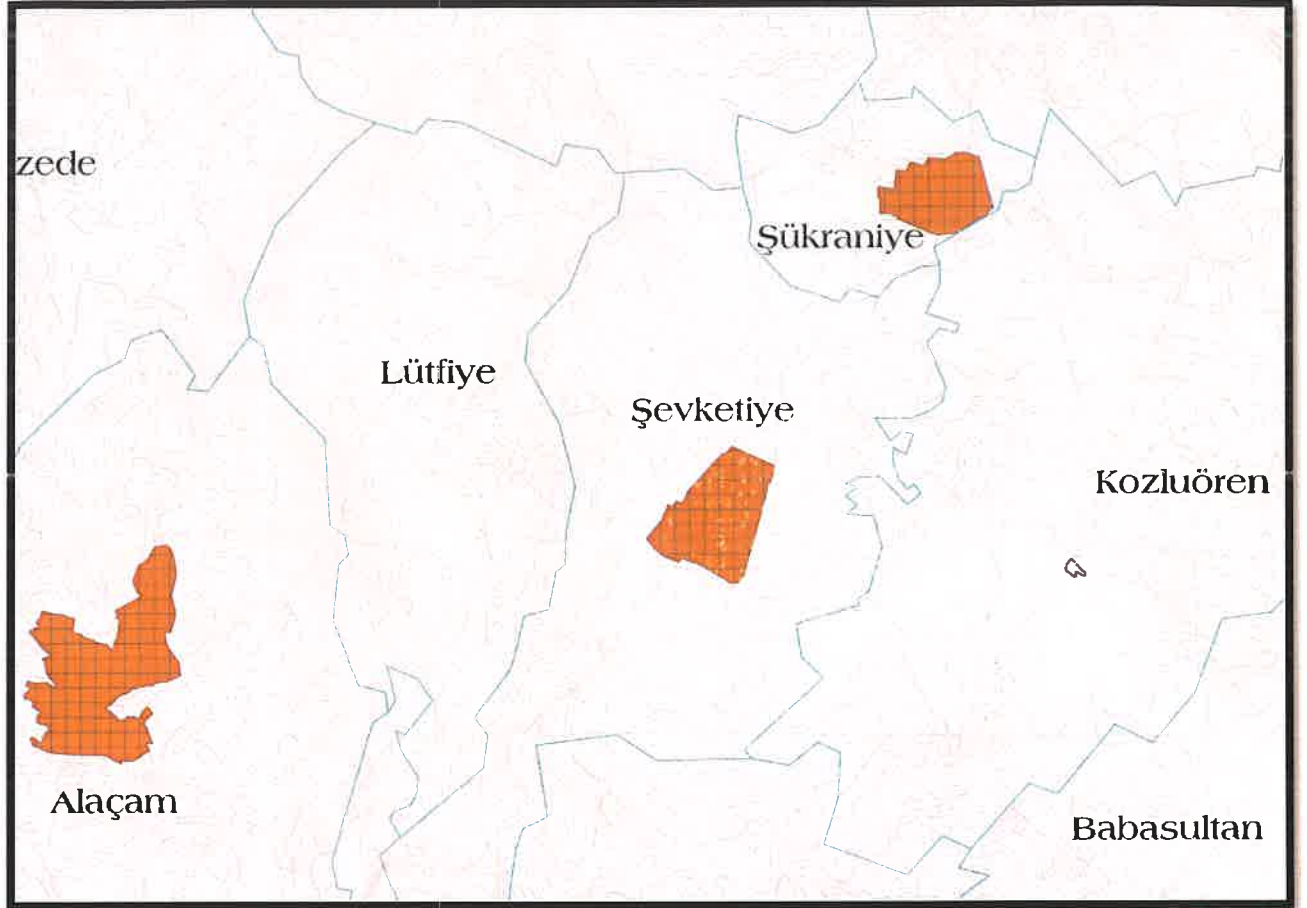 zede
Şükraniye
Lütfiye
Şevketiye
Kozluören
Alaçam
Babasultan